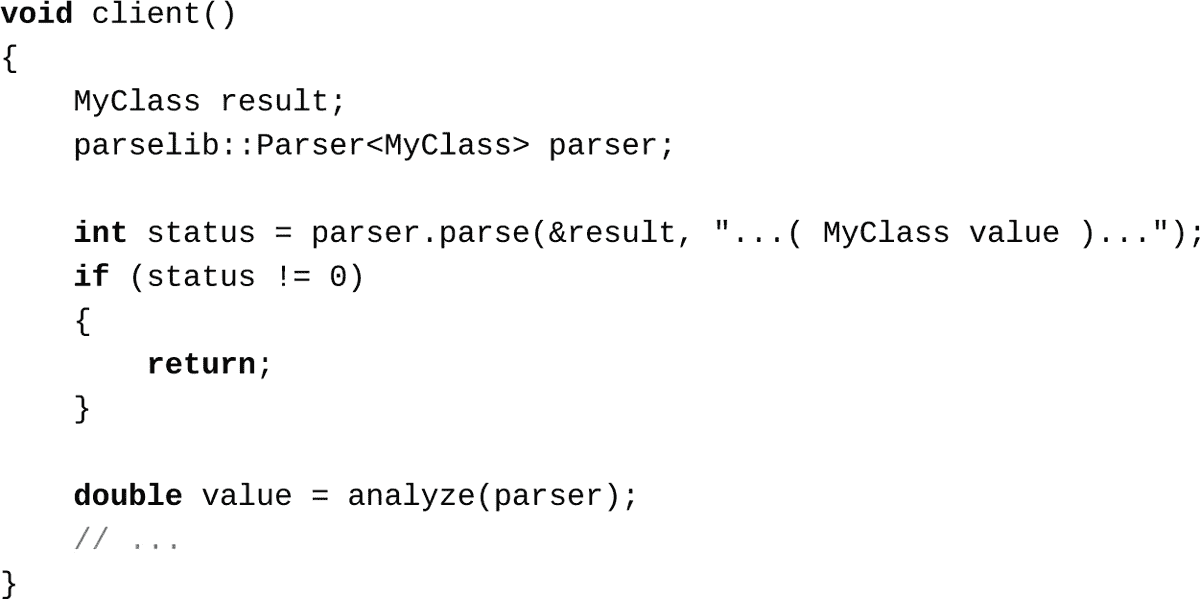 void client()
{
    MyClass result;
    parselib::Parser<MyClass> parser;

    int status = parser.parse(&result, "...( MyClass value )...");
    if (status != 0)
    {
        return;
    }

    double value = analyze(parser);
    // ...
}